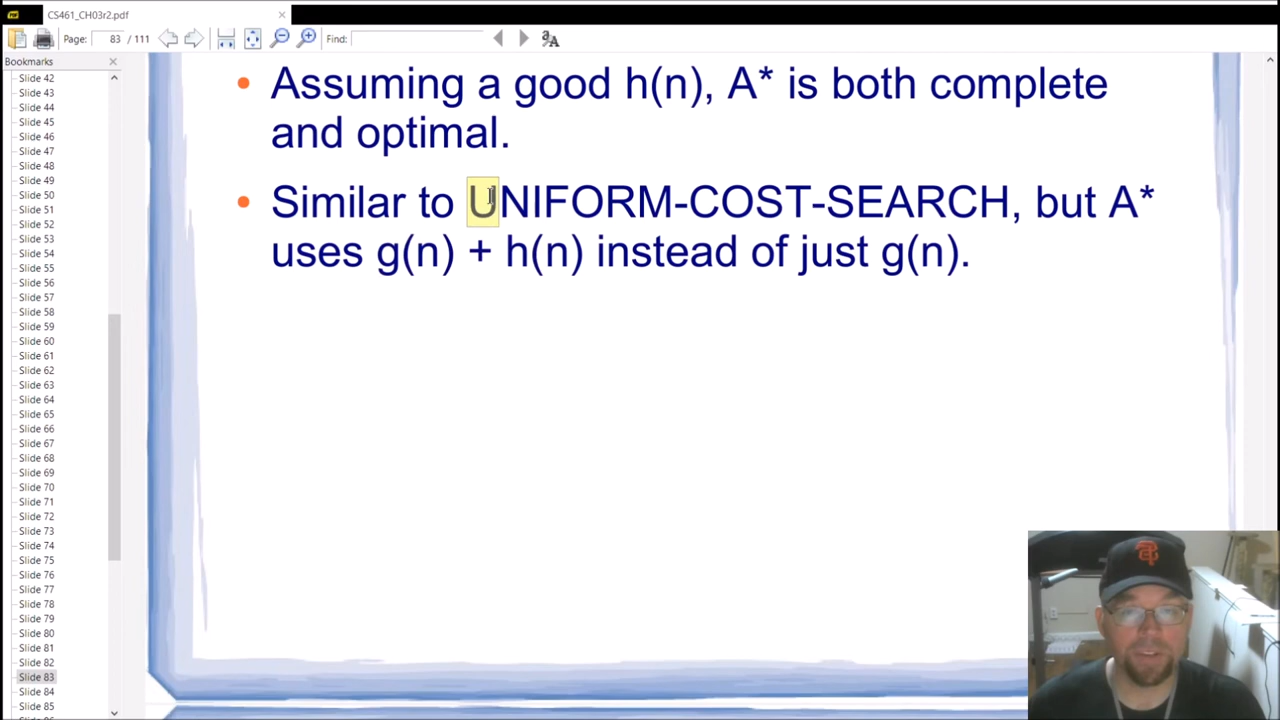 CS461_CH03r2.pdf
Page: 83 / 111
Find:
Bookmarks
Slide 42
Slide 43
Slide 44
Slide 45
Slide 46
Slide 47
Slide 48
Slide 49
Slide 50
Slide 51
Slide 52
Slide 53
Slide 54
Slide 55
Slide 56
Slide 57
Slide 58
Slide 59
Slide 60
Slide 61
Slide 62
Slide 63
Slide 64
Slide 65
Slide 66
Slide 67
Slide 68
Slide 69
Slide 70
Slide 71
Slide 72
Slide 73
Slide 74
Slide 75
Slide 76
Slide 77
Slide 78
Slide 79
Slide 80
Slide 81
Slide 82
Slide 83
Slide 84
Slide 85
• Assuming a good h(n), A* is both complete
and optimal.
• Similar to UNIFORM-COST-SEARCH, but A*
uses g(n) + h(n) instead of just g(n).